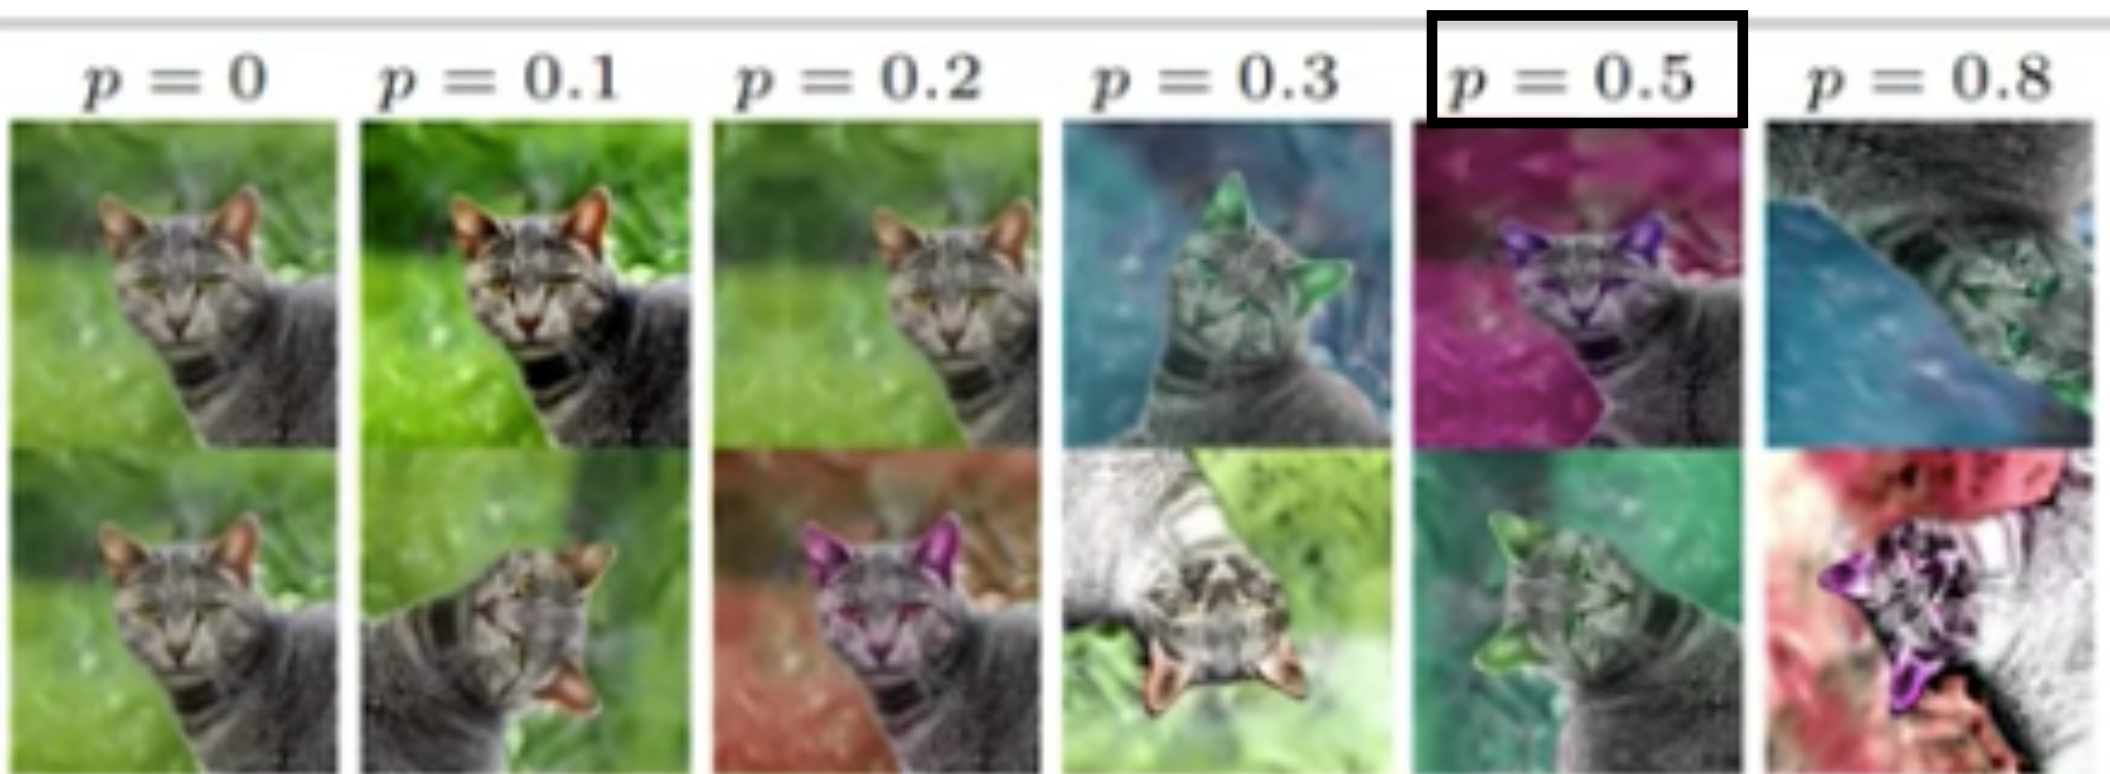 p = 0 p = 0.1 p = 0.2 p = 0.3 p = 0.5 p = 0.8